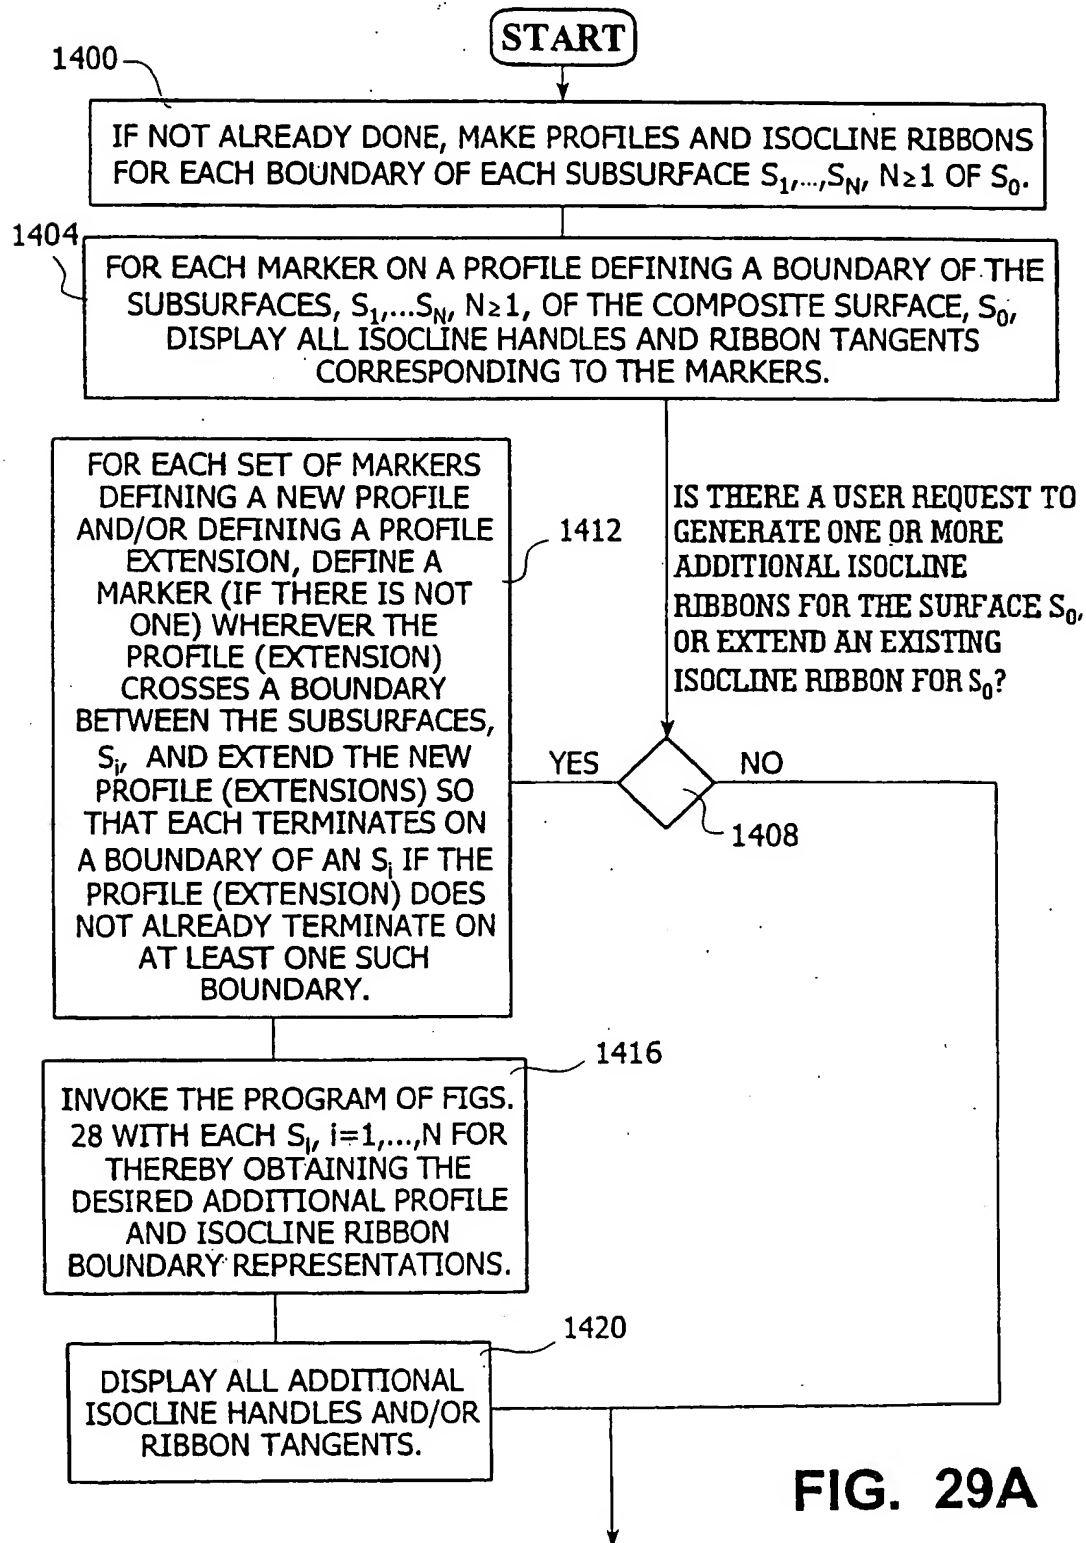 START
1400
IF NOT ALREADY DONE, MAKE PROFILES AND ISOCLINE RIBBONS
FOR EACH BOUNDARY OF EACH SUBSURFACE S₁,...,S_N, N≥1 OF S₀.
1404
FOR EACH MARKER ON A PROFILE DEFINING A BOUNDARY OF THE
SUBSURFACES, S₁,...S_N, N≥1, OF THE COMPOSITE SURFACE, S₀,
DISPLAY ALL ISOCLINE HANDLES AND RIBBON TANGENTS
CORRESPONDING TO THE MARKERS.
IS THERE A USER REQUEST TO
GENERATE ONE OR MORE
ADDITIONAL ISOCLINE
RIBBONS FOR THE SURFACE S₀,
OR EXTEND AN EXISTING
ISOCLINE RIBBON FOR S₀?
YES
NO
1408
FOR EACH SET OF MARKERS
DEFINING A NEW PROFILE
AND/OR DEFINING A PROFILE
EXTENSION, DEFINE A
MARKER (IF THERE IS NOT
ONE) WHEREVER THE
PROFILE (EXTENSION)
CROSSES A BOUNDARY
BETWEEN THE SUBSURFACES,
Sᵢ, AND EXTEND THE NEW
PROFILE (EXTENSIONS) SO
THAT EACH TERMINATES ON
A BOUNDARY OF AN Sᵢ IF THE
PROFILE (EXTENSION) DOES
NOT ALREADY TERMINATE ON
AT LEAST ONE SUCH
BOUNDARY.
1412
1416
INVOKE THE PROGRAM OF FIGS.
28 WITH EACH Sᵢ, i=1,...,N FOR
THEREBY OBTAINING THE
DESIRED ADDITIONAL PROFILE
AND ISOCLINE RIBBON
BOUNDARY REPRESENTATIONS.
1420
DISPLAY ALL ADDITIONAL
ISOCLINE HANDLES AND/OR
RIBBON TANGENTS.
FIG. 29A